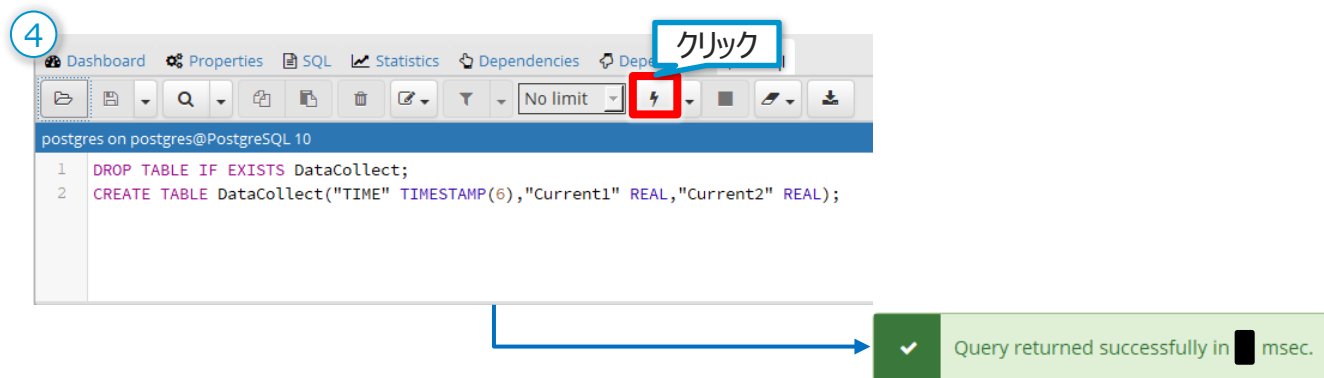 4
クリック
Dashboard Properties SQL Statistics Dependencies
No limit
postgres on postgres@PostgreSQL 10
1 DROP TABLE IF EXISTS DataCollect;
2 CREATE TABLE DataCollect("TIME" TIMESTAMP(6),"Current1" REAL,"Current2" REAL);
Query returned successfully in msec.